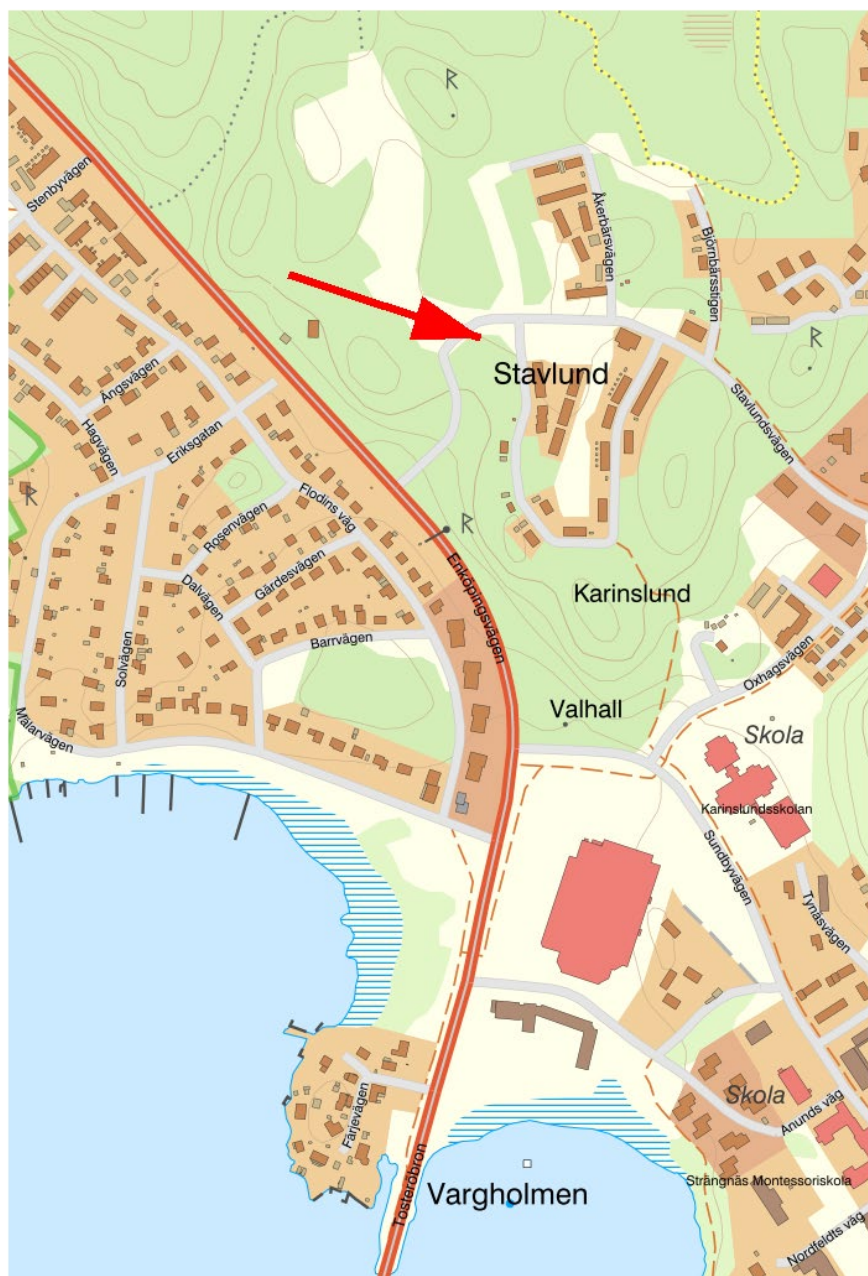 Stenbyvägen
Åkerbärsvägen
Björnbärsstigen
Ängsvägen
Hagvägen
Eriksgatan
Stavlund
Stavlundsvägen
Flodins väg
Rosenvägen
Gärdesvägen
Dalvägen
Enköpingsvägen
Karinslund
Barrvägen
Solvägen
Oxhagsvägen
Mälarvägen
Valhall
Skola
Karinslundsskolan
Sundbyvägen
Tynäsvägen
Färjevägen
Skola
Anunds väg
Strängnäs Montessoriskola
Tosteröbron
Vargholmen
Nordfeldts väg